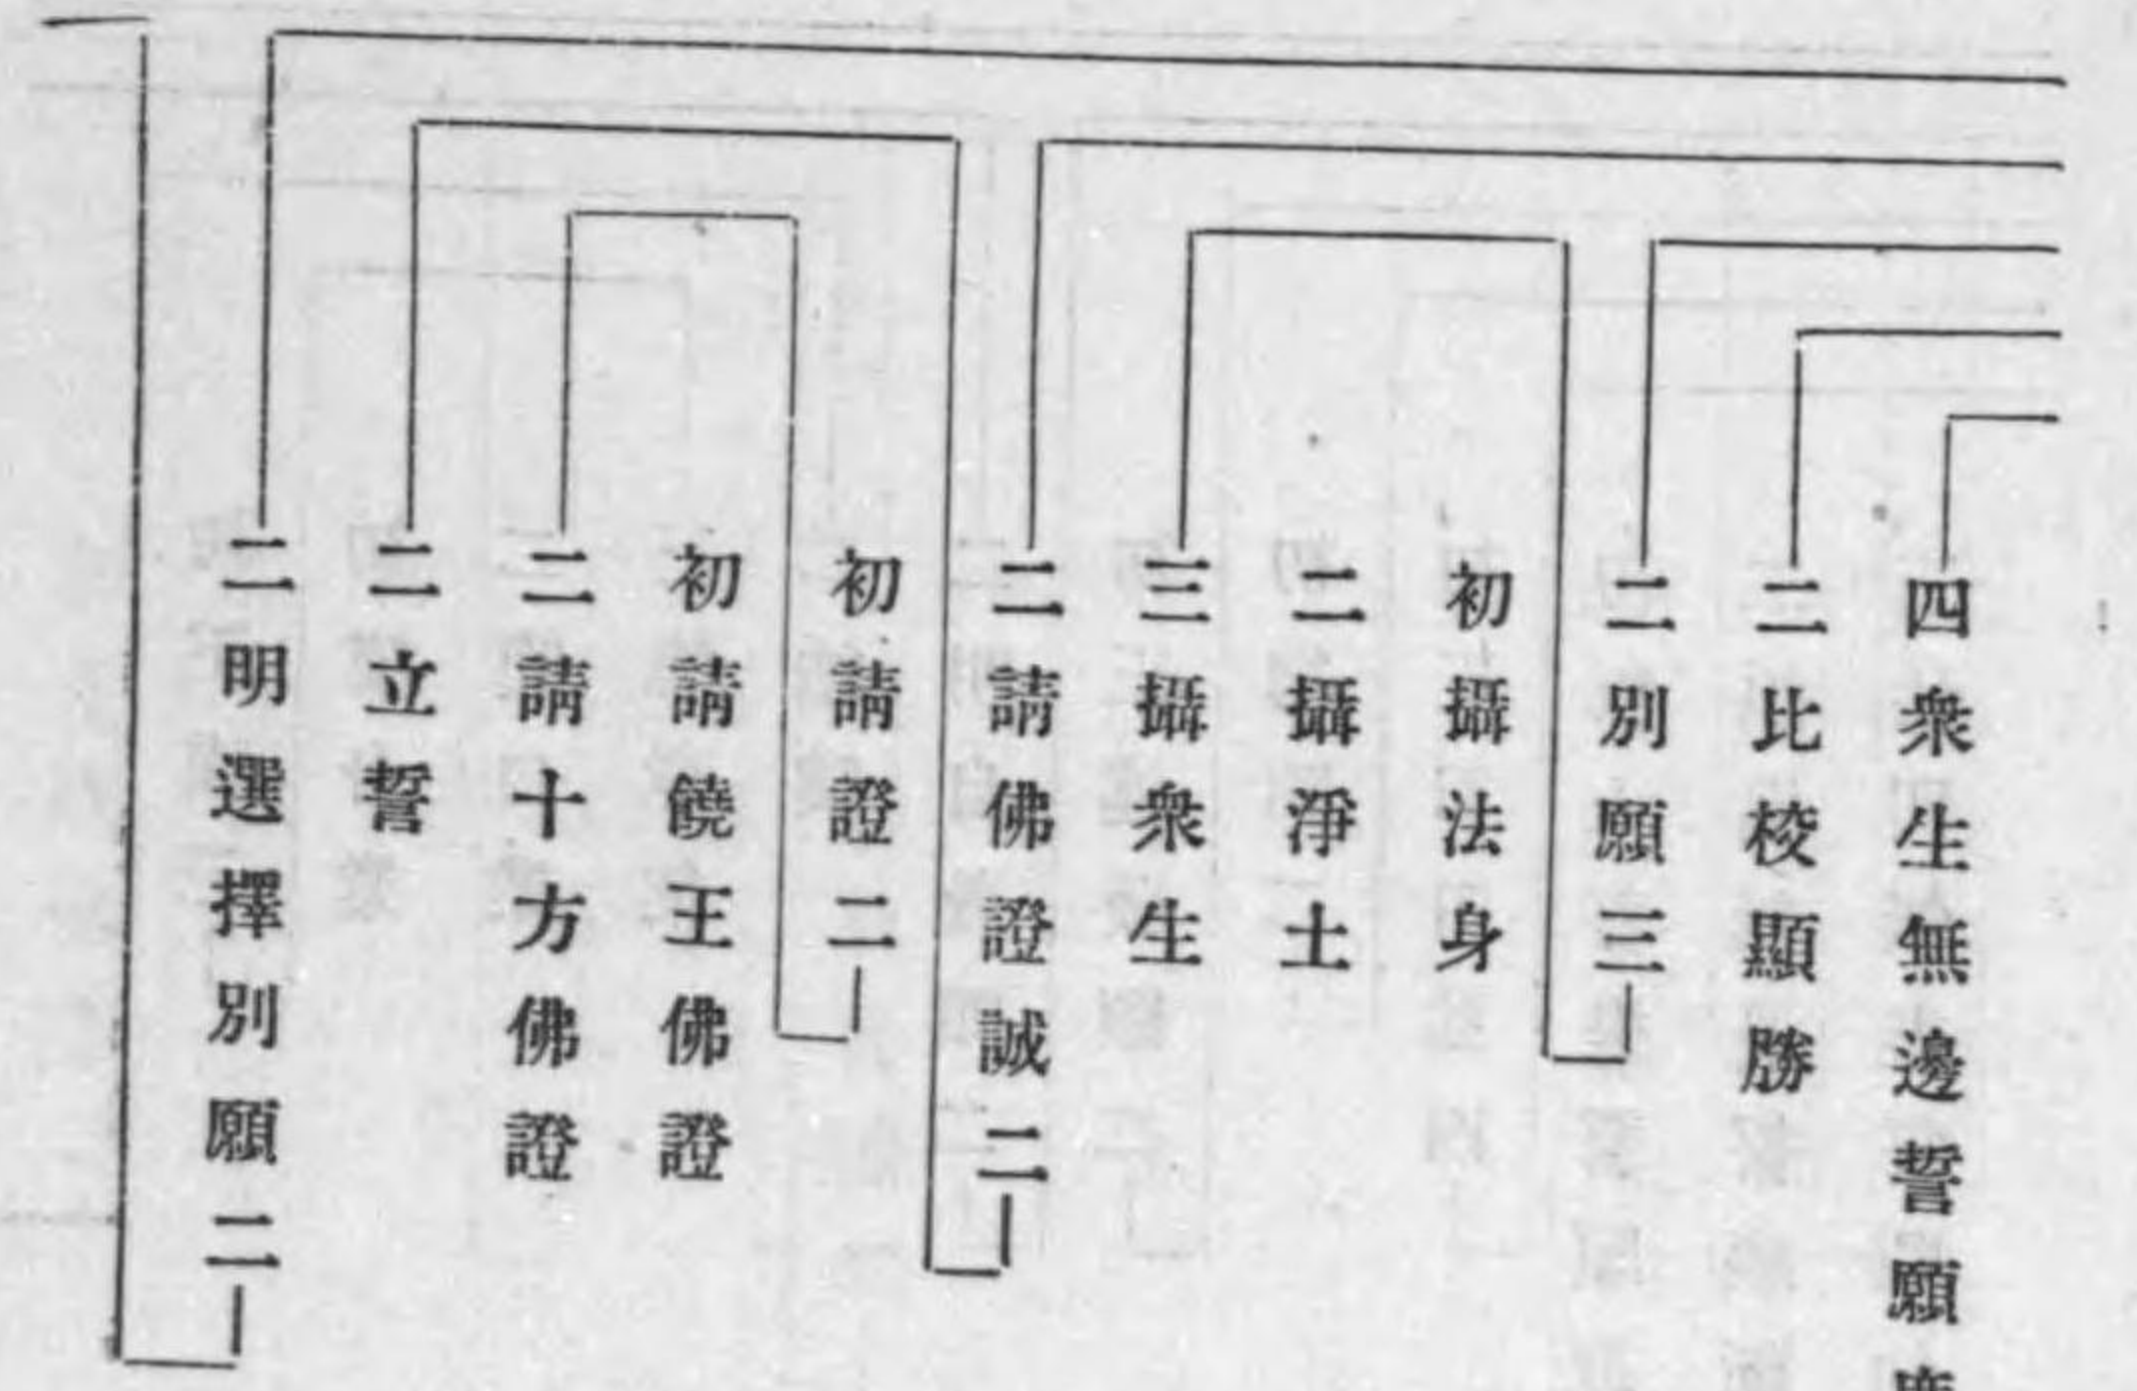 四衆生無邊誓願
二比挍顯勝
二別願三
初攝法身
二攝淨土
三攝衆生
二請佛證誠二
初請證二
初請饒王佛證
二請十方佛證
二立誓
二明選擇別願二